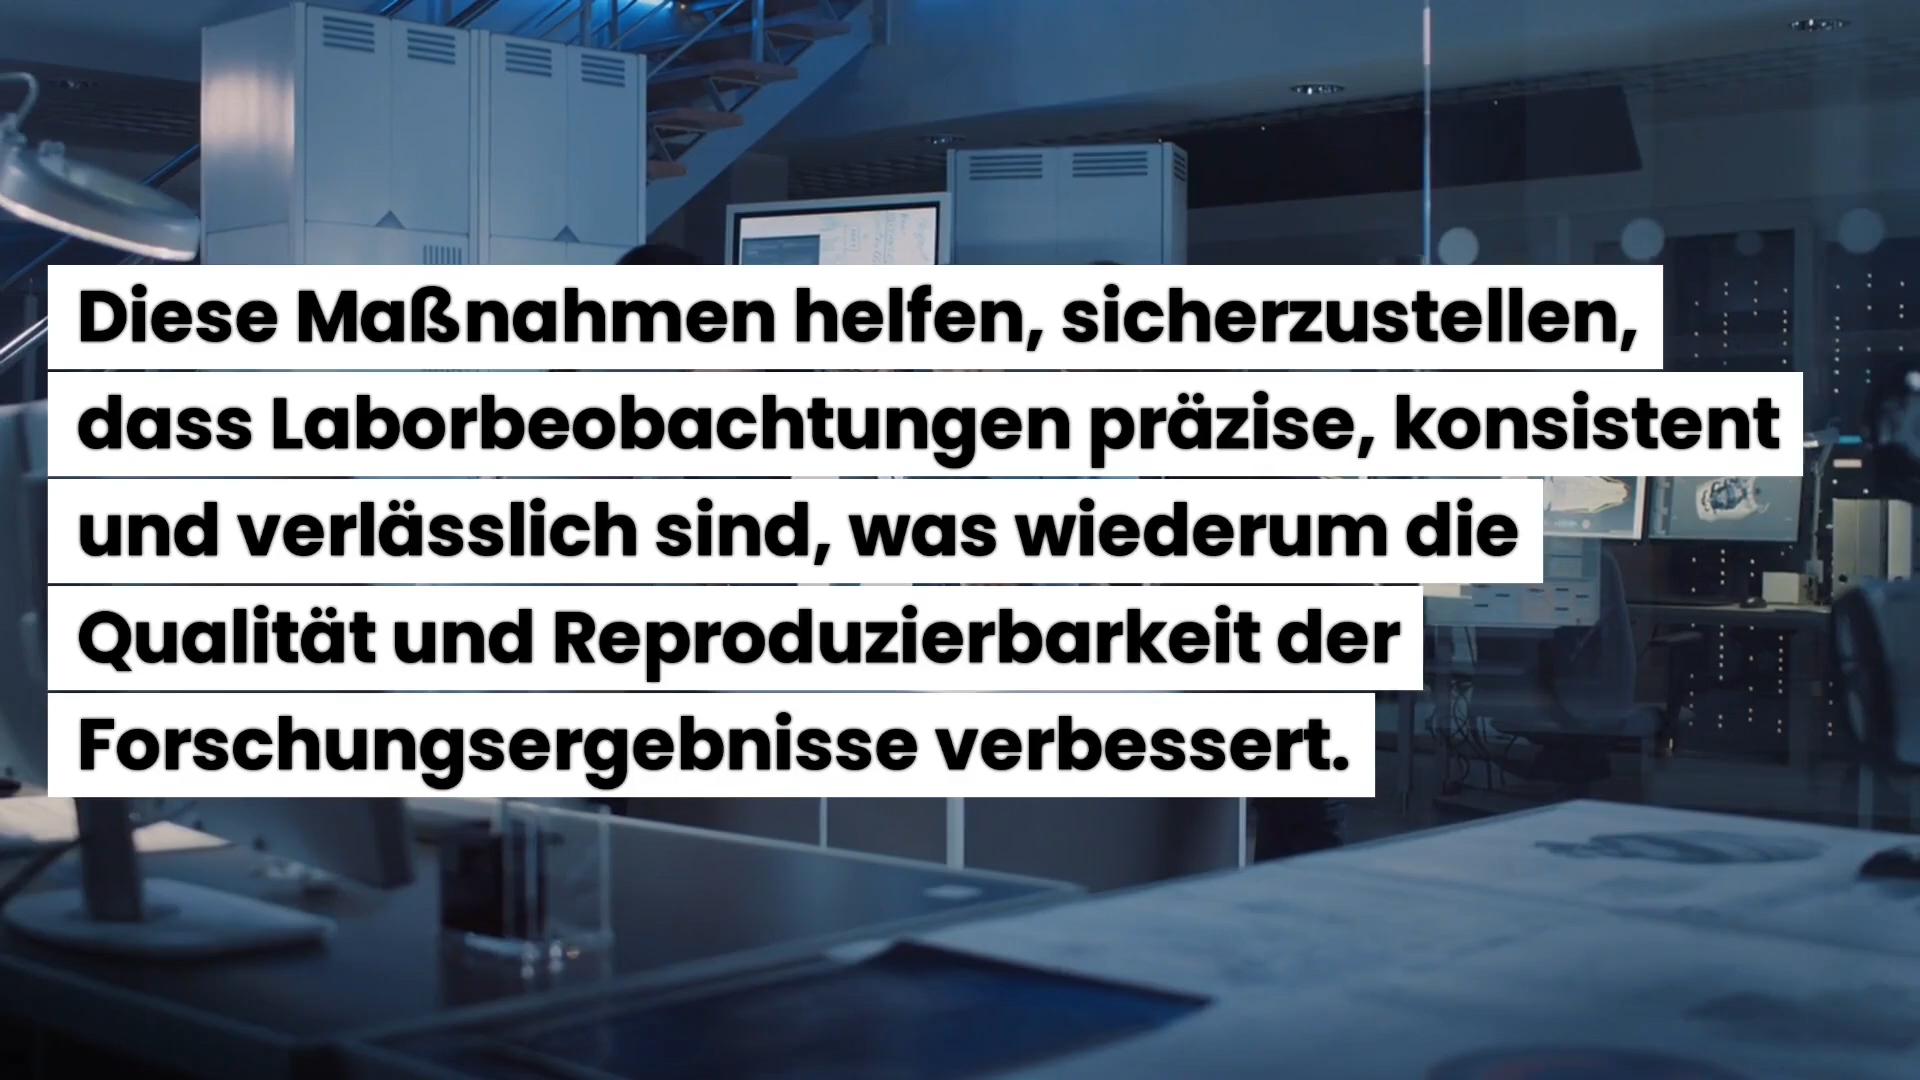 Diese Maßnahmen helfen, sicherzustellen,
dass Laborbeobachtungen präzise, konsistent
und verlässlich sind, was wiederum die
Qualität und Reproduzierbarkeit der
Forschungsergebnisse verbessert.